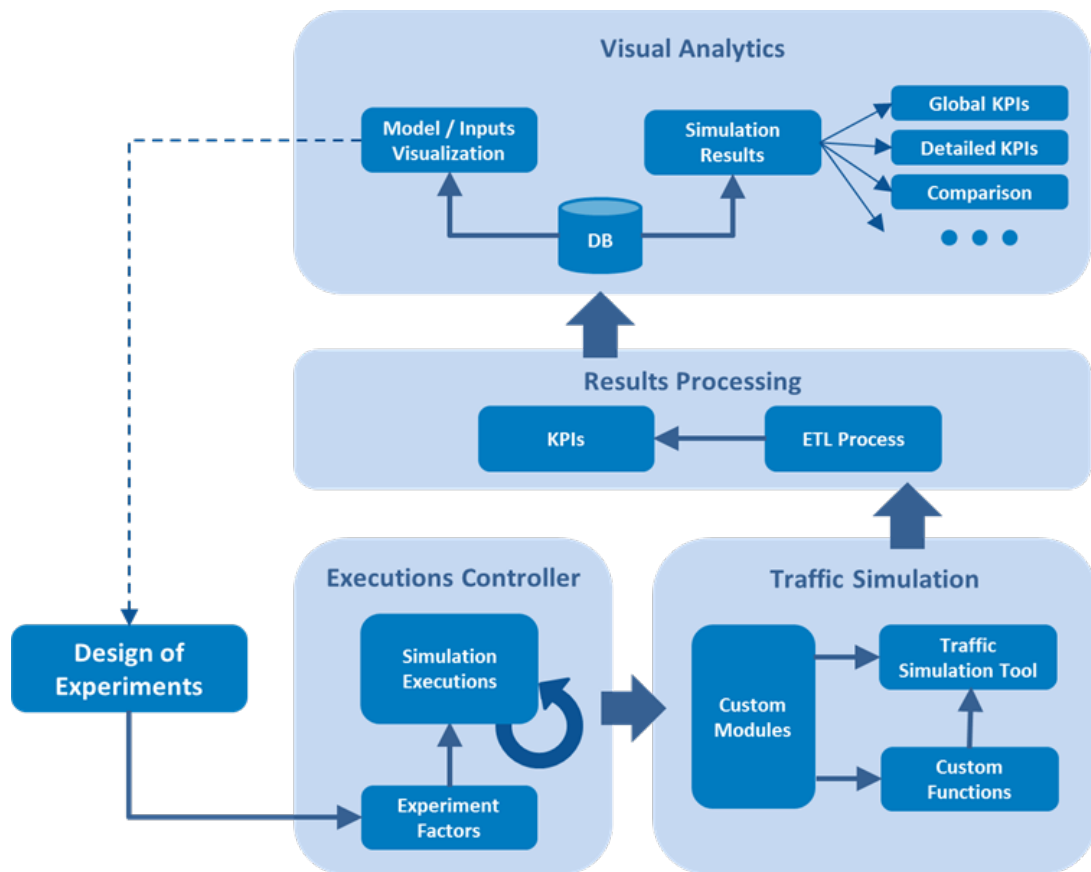 Visual Analytics
Model / Inputs
Visualization
Simulation
Results
Global KPIs
Detailed KPIs
Comparison
DB
Results Processing
KPIs
ETL Process
Executions Controller
Simulation
Executions
Experiment
Factors
Traffic Simulation
Custom
Modules
Traffic
Simulation Tool
Custom
Functions
Design of
Experiments